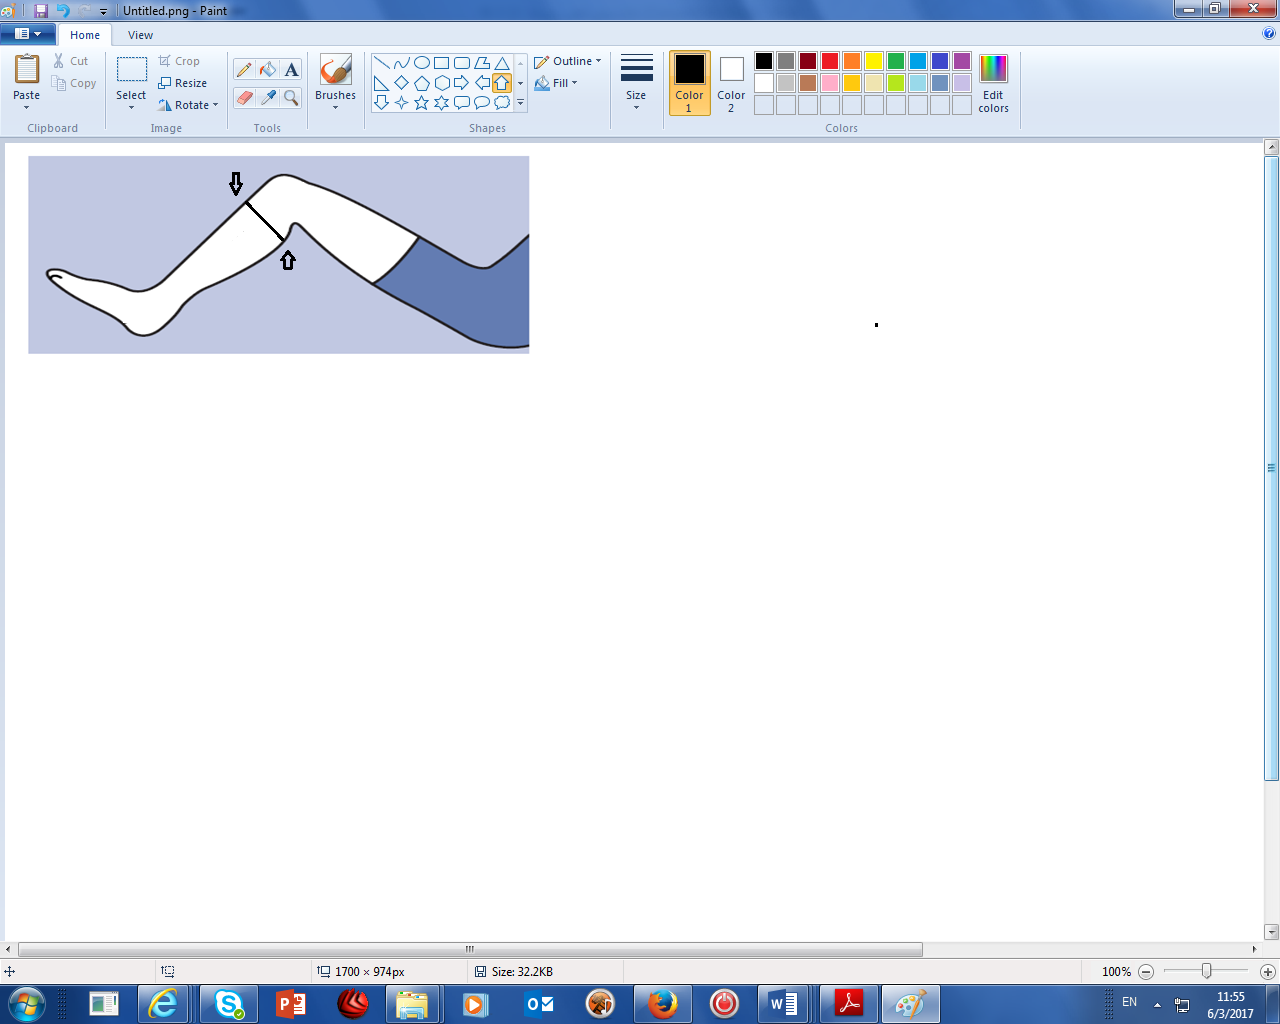 Untitled.png - Paint
Home View
Paste
Cut
Copy
Clipboard
Select
Crop
Resize
Rotate
Image
A
Tools
Brushes
Outline
Fill
Shapes
Size
Color 1
Color 2
Edit colors
Colors
1700 × 974px
Size: 32.2KB
100%
EN
11:55
6/3/2017